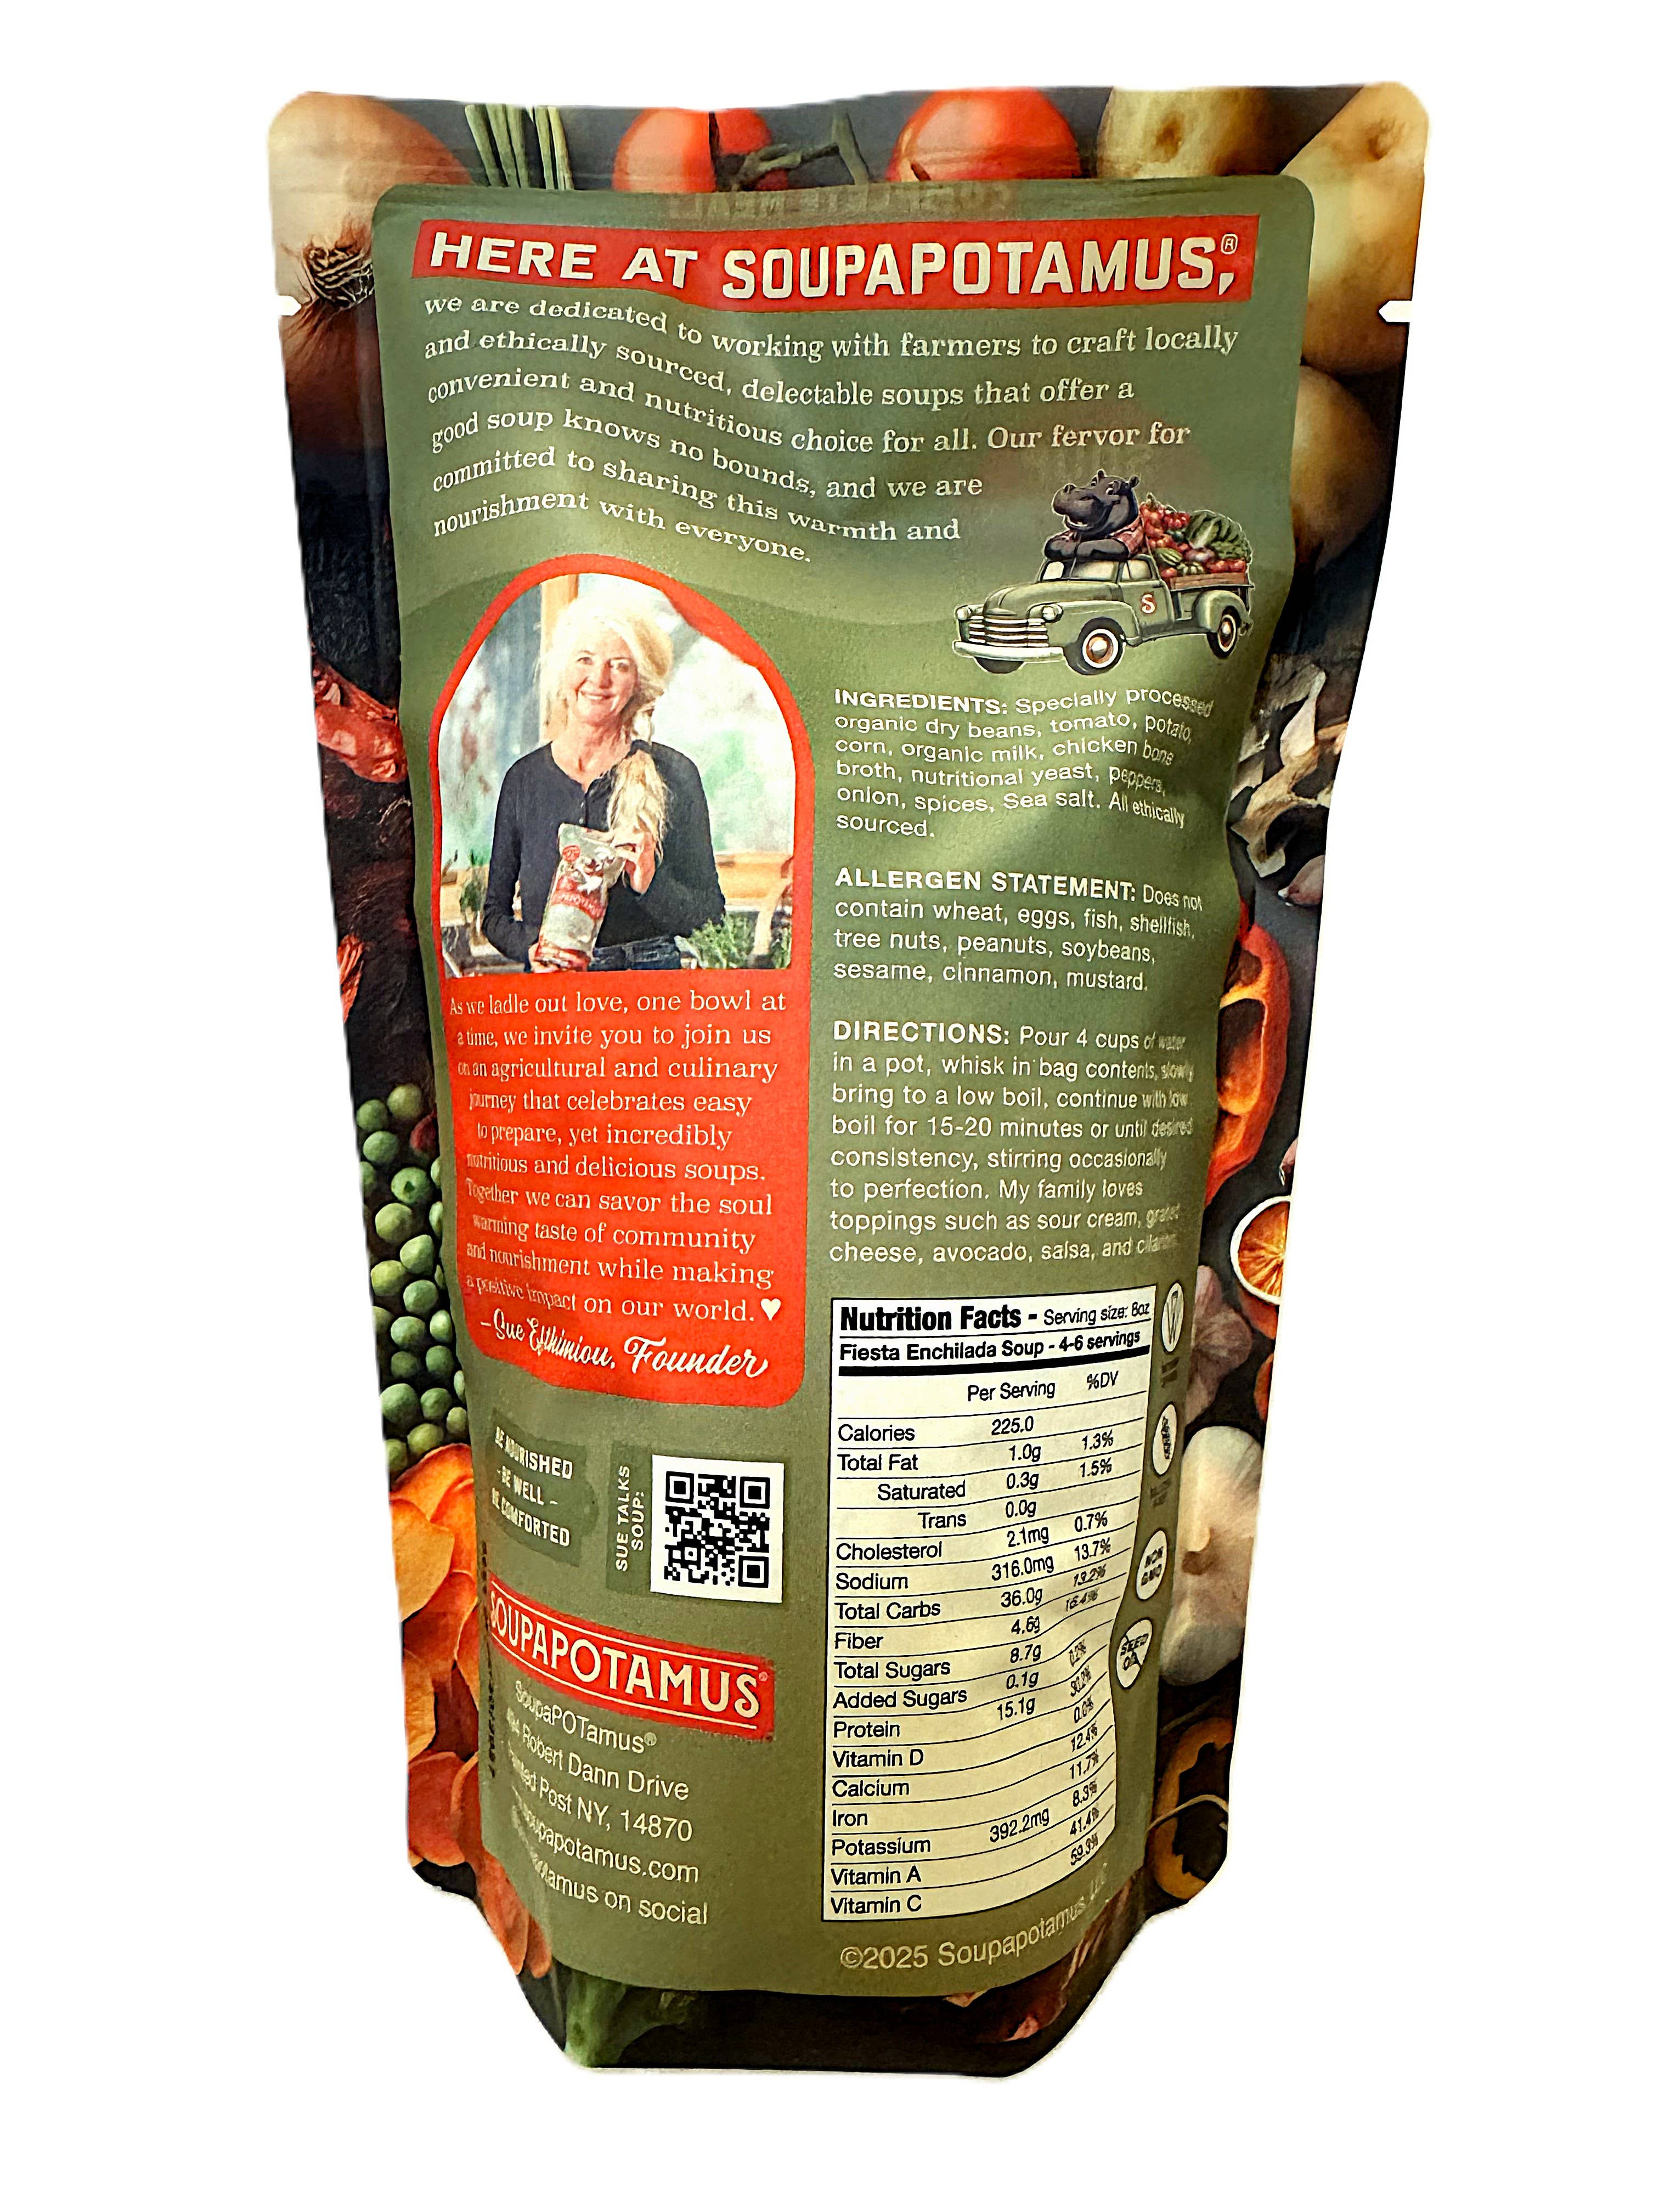 HERE AT SOUPAPOTAMUS,®
we are dedicated to working with farmers to craft locally
and ethically sourced, delectable soups that offer a
convenient and nutritious choice for all. Our fervor for
good soup knows no bounds, and we are
committed to sharing this warmth and
nourishment with everyone.
S
As we ladle out love, one bowl at
a time, we invite you to join us
on an agricultural and culinary
journey that celebrates easy
to prepare, yet incredibly
nutritious and delicious soups.
Together we can savor the soul
warming taste of community
and nourishment while making
a positive impact on our world. ♥
-Sue Efthimiou, Founder
INGREDIENTS: Specially processed
organic dry beans, tomato, potato,
corn, organic milk, chicken bone
broth, nutritional yeast, peppers,
onion, spices, Sea salt. All ethically
sourced.
ALLERGEN STATEMENT: Does not
contain wheat, eggs, fish, shellfish,
tree nuts, peanuts, soybeans,
sesame, cinnamon, mustard.
DIRECTIONS: Pour 4 cups of water
in a pot, whisk in bag contents, slowly
bring to a low boil, continue with low
boil for 15-20 minutes or until desired
consistency, stirring occasionally
to perfection. My family loves
toppings such as sour cream, grated
cheese, avocado, salsa, and
Nutrition Facts - Serving size: 8oz
Fiesta Enchilada Soup - 4-6 servings
Per Serving %DV
Calories 225.0
Total Fat 1.0g 1.3%
Saturated 0.3g 1.5%
Trans 0.0g
Cholesterol 2.1mg 0.7%
Sodium 316.0mg 13.7%
Total Carbs 36.0g 13.2%
Fiber 4.6g 16.4%
Total Sugars 8.7g
Added Sugars 0.1g 0.2%
Protein 15.1g 30.2%
Vitamin D 0.0%
Calcium 12.4%
Iron 11.7%
Potassium 392.2mg 8.3%
Vitamin A 41.4%
Vitamin C 59.3%
NON
GMO
SEED
OIL
BE NOURISHED
- BE WELL -
BE COMFORTED
SUE TALKS
SOUP:
SOUPAPOTAMUS®
SoupaPOTamus®
Robert Dann Drive
Post NY, 14870
soupapotamus.com
on social
©2025 Soupapotamus, LLC